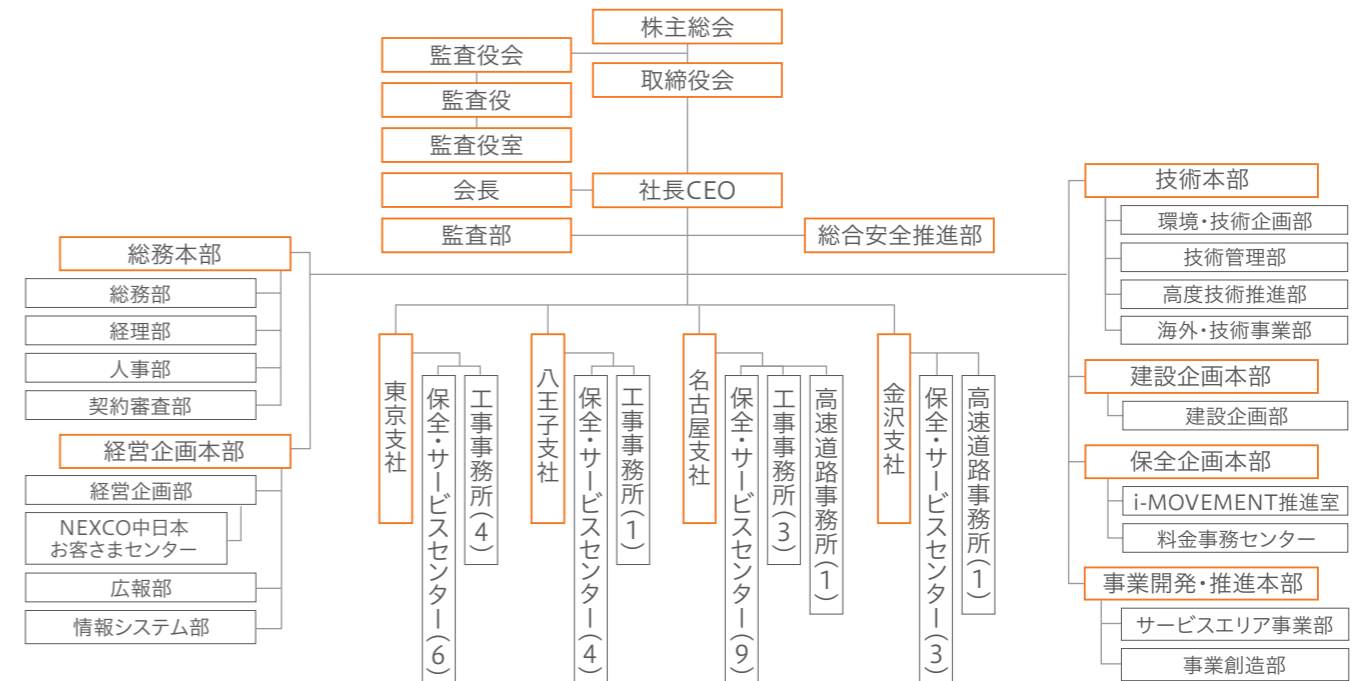 株主総会
監査役会
取締役会
監査役
監査役室
会長
社長CEO
監査部
総合安全推進部
総務本部
総務部
経理部
人事部
契約審査部
経営企画本部
経営企画部
NEXCO中日本
お客さまセンター
広報部
情報システム部
東京支社
保全・サービスセンター(6)
工事事務所(4)
八王子支社
保全・サービスセンター(4)
工事事務所(1)
名古屋支社
保全・サービスセンター(9)
工事事務所(3)
高速道路事務所(1)
金沢支社
保全・サービスセンター(3)
高速道路事務所(1)
技術本部
環境・技術企画部
技術管理部
高度技術推進部
海外・技術事業部
建設企画本部
建設企画部
保全企画本部
i-MOVEMENT推進室
料金事務センター
事業開発・推進本部
サービスエリア事業部
事業創造部